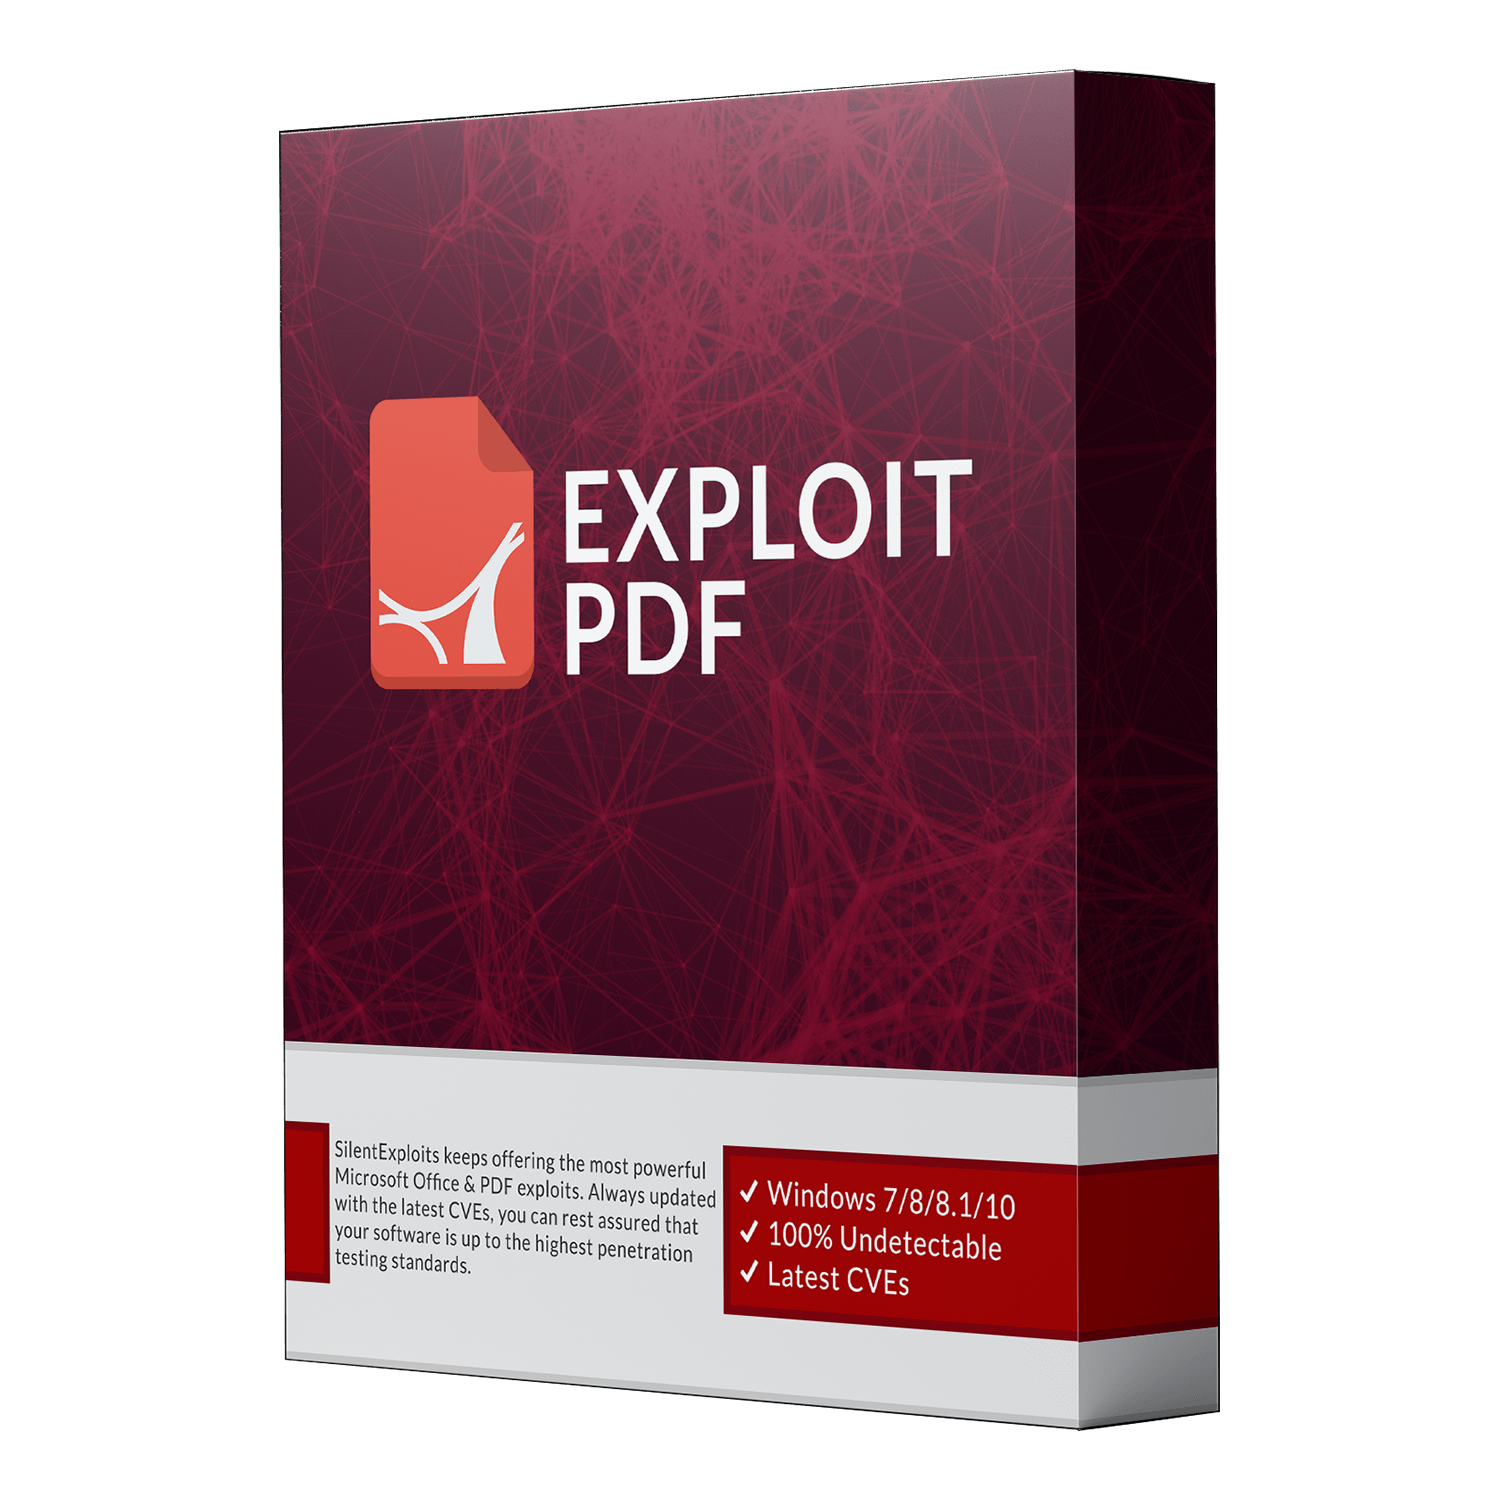 EXPLOIT
PDF
SilentExploits keeps offering the most powerful
Microsoft Office & PDF exploits. Always updated
with the latest CVEs, you can rest assured that
your software is up to the highest penetration
testing standards.
✓ Windows 7/8/8.1/10
✓ 100% Undetectable
✓ Latest CVEs